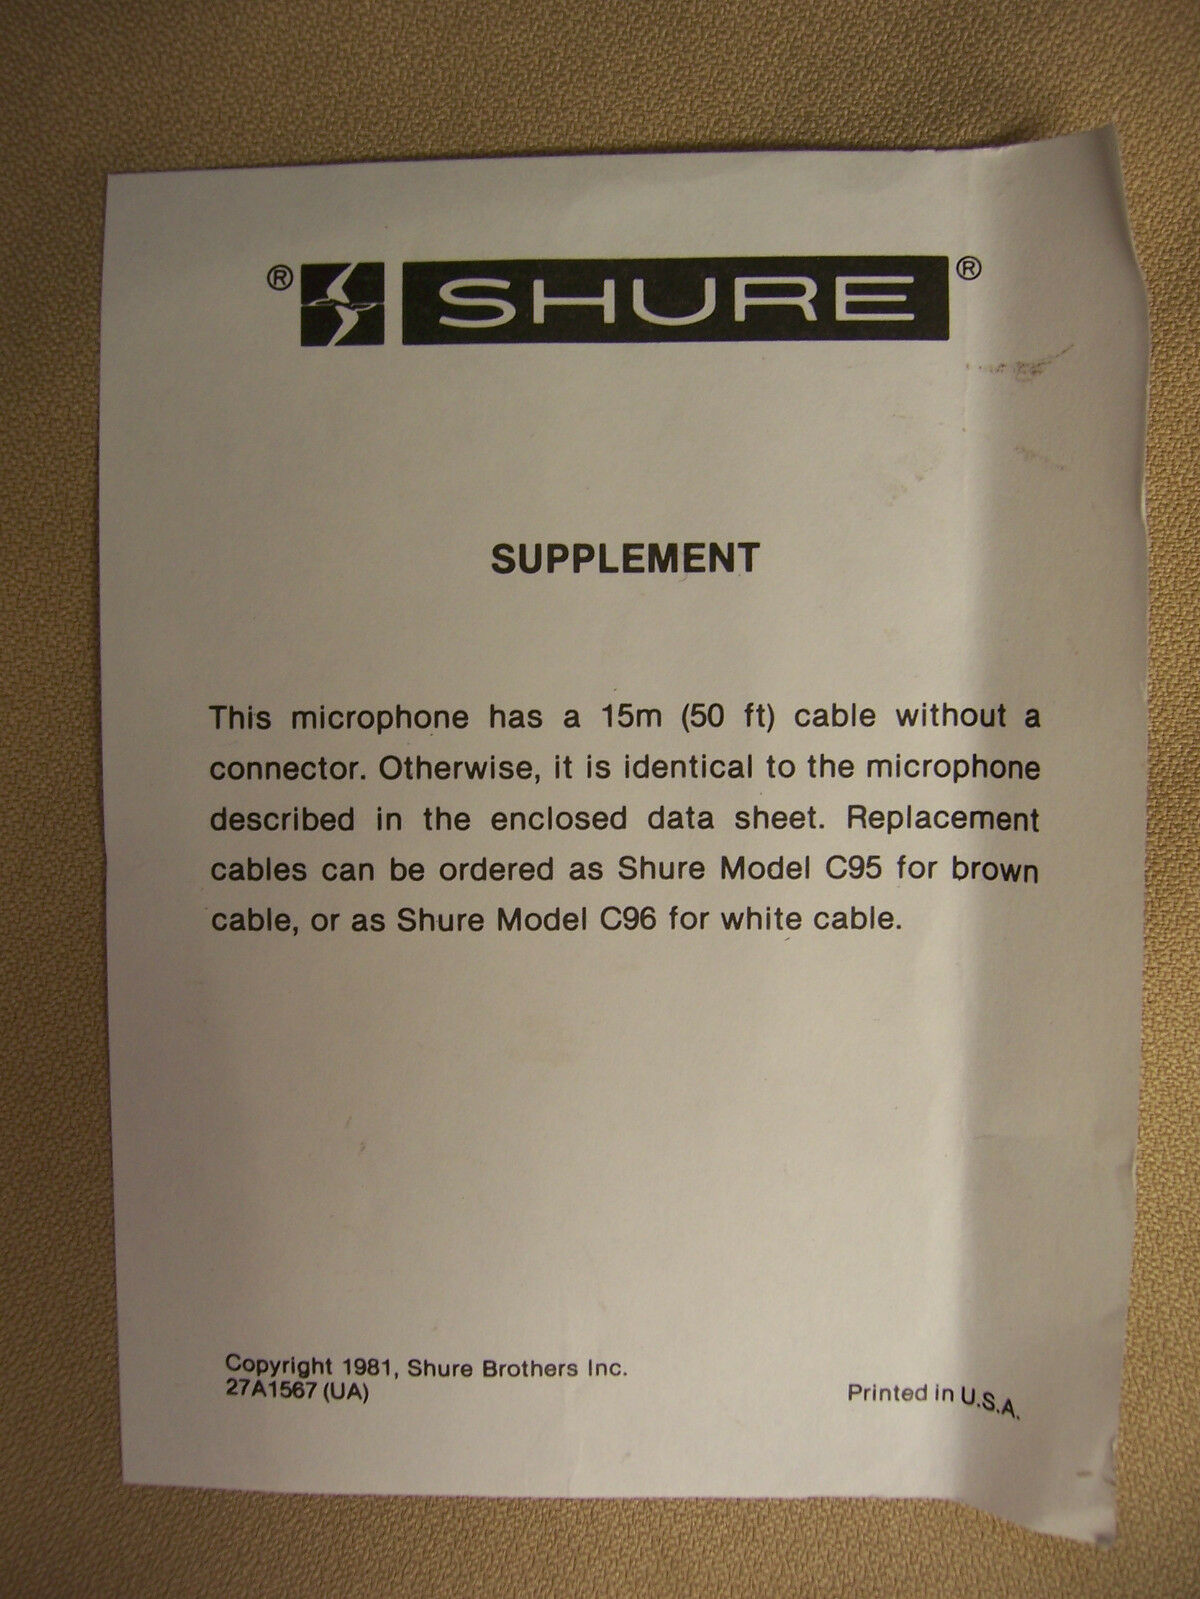 ® SHURE ®
SUPPLEMENT
This microphone has a 15m (50 ft) cable without a
connector. Otherwise, it is identical to the microphone
described in the enclosed data sheet. Replacement
cables can be ordered as Shure Model C95 for brown
cable, or as Shure Model C96 for white cable.
Copyright 1981, Shure Brothers Inc.
27A1567 (UA)
Printed in U.S.A.